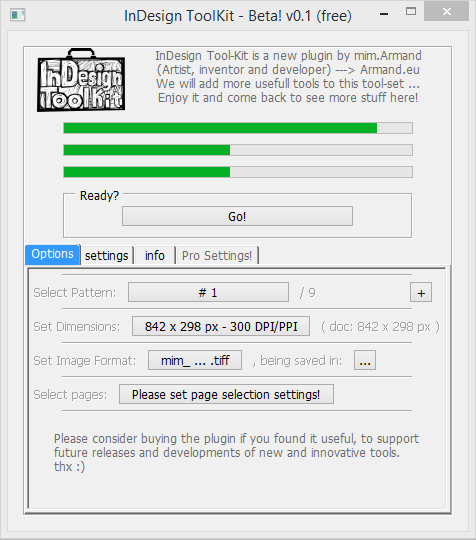 InDesign ToolKit - Beta! v0.1 (free)
InDesign
ToolKit
InDesign Tool-Kit is a new plugin by mim.Armand
(Artist, inventor and developer) ---> Armand.eu
We will add more usefull tools to this tool-set ...
Enjoy it and come back to see more stuff here!
Ready?
Go!
Options settings info Pro Settings!
Select Pattern: # 1 / 9 +
Set Dimensions: 842 x 298 px - 300 DPI/PPI ( doc: 842 x 298 px )
Set Image Format: mim_ ... .tiff , being saved in: ...
Select pages: Please set page selection settings!
Please consider buying the plugin if you found it useful, to support
future releases and developments of new and innovative tools.
thx :)